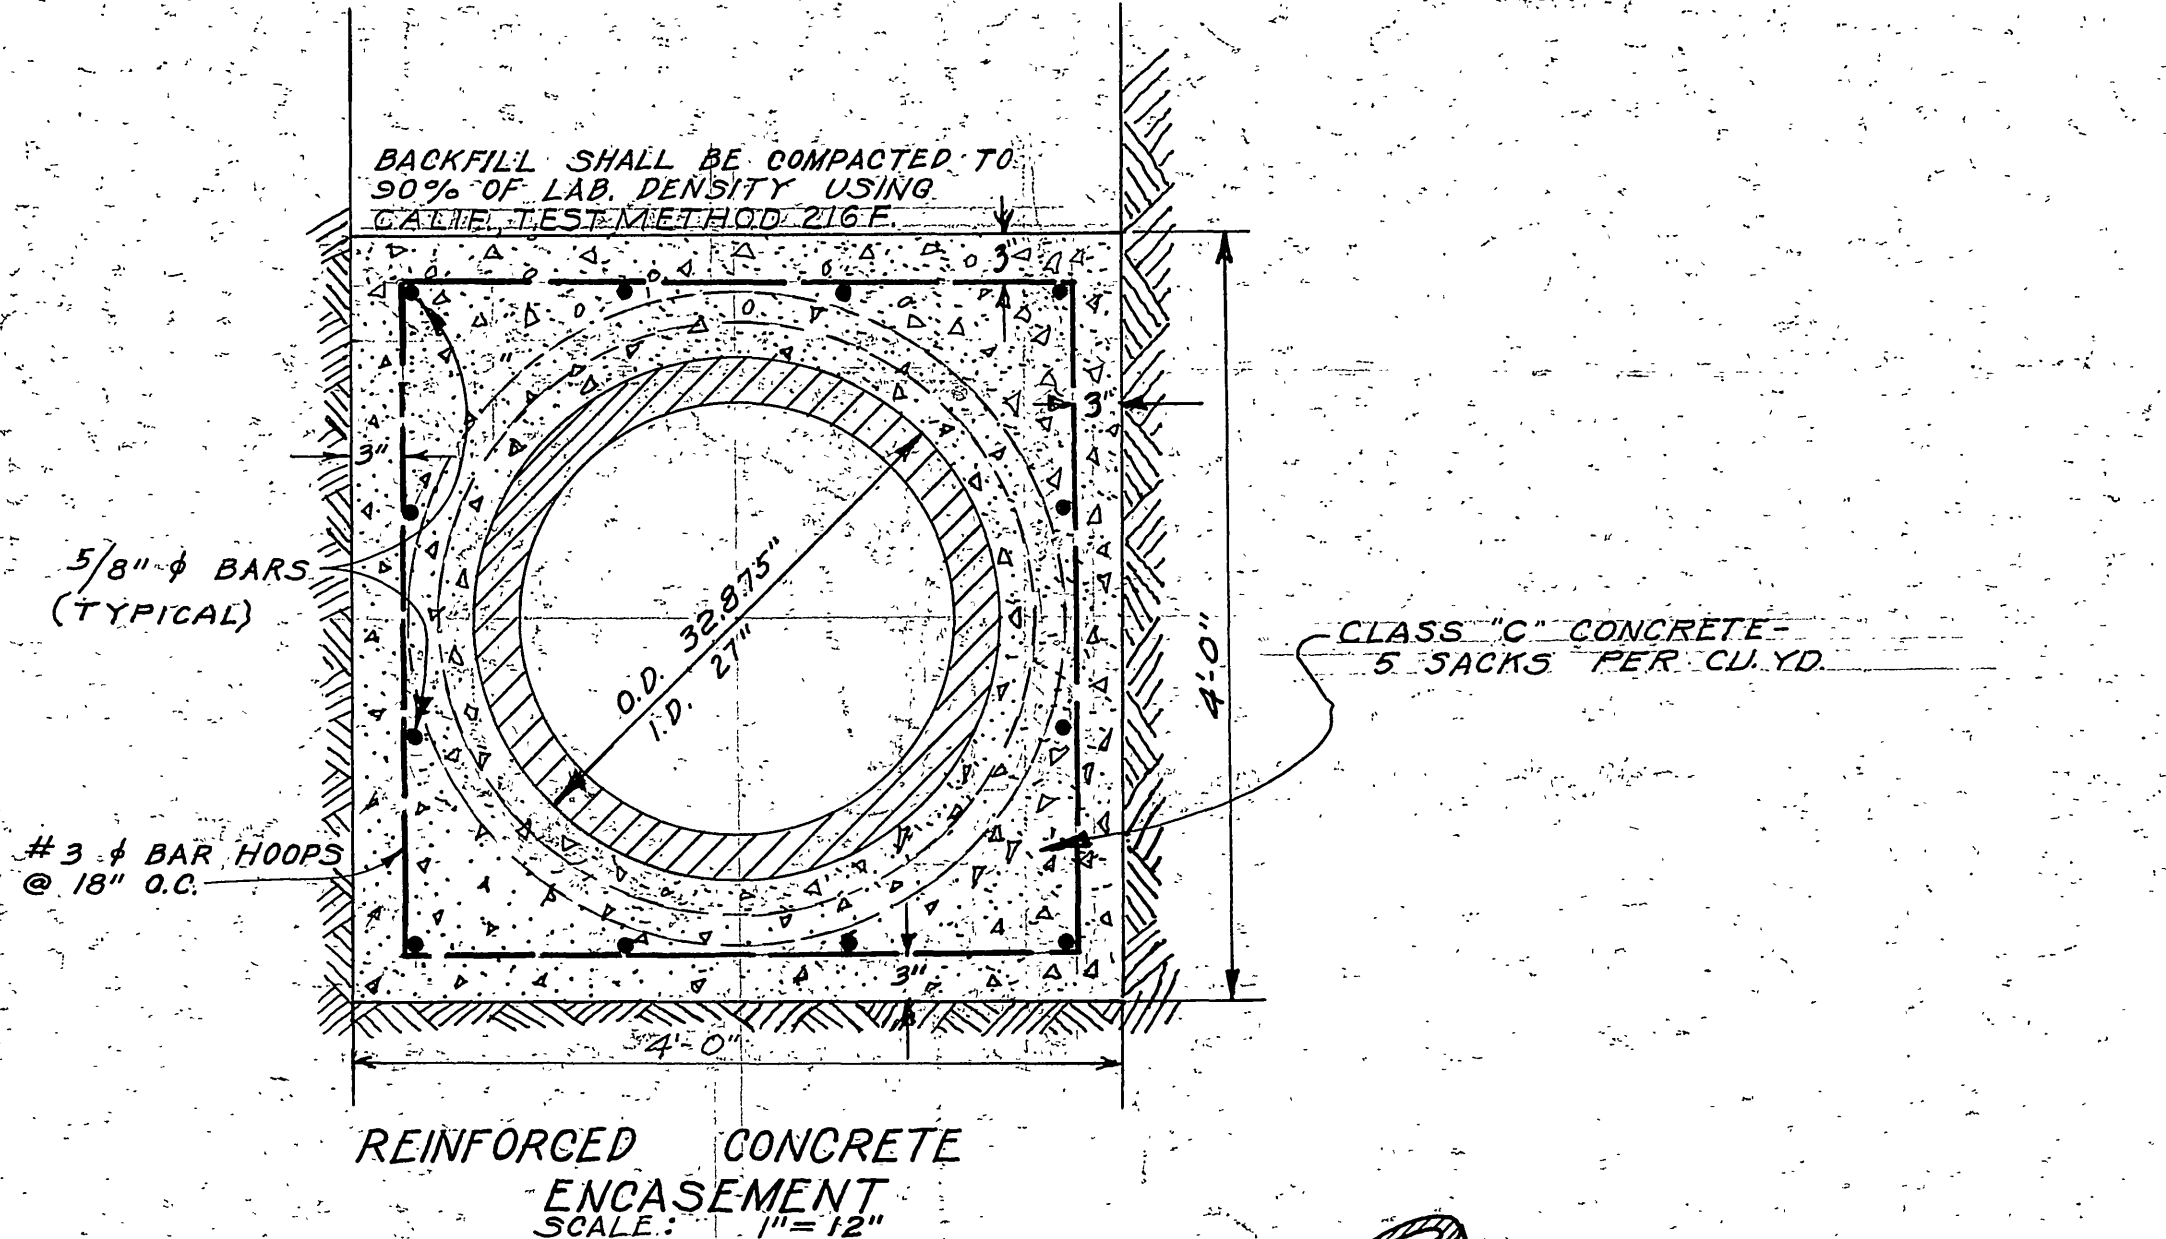 BACKFILL SHALL BE COMPACTED TO
90% OF LAB. DENSITY USING
CALIF. TEST METHOD 216 F.
3"
3"
3"
5/8" ϕ BARS
(TYPICAL)
O.D. 32.875"
I.D. 27"
4'-0"
CLASS "C" CONCRETE-
5 SACKS PER CU. YD.
#3 ϕ BAR HOOPS
@ 18" O.C.
3"
4'-0"
REINFORCED CONCRETE
ENCASEMENT
SCALE: 1"=12"